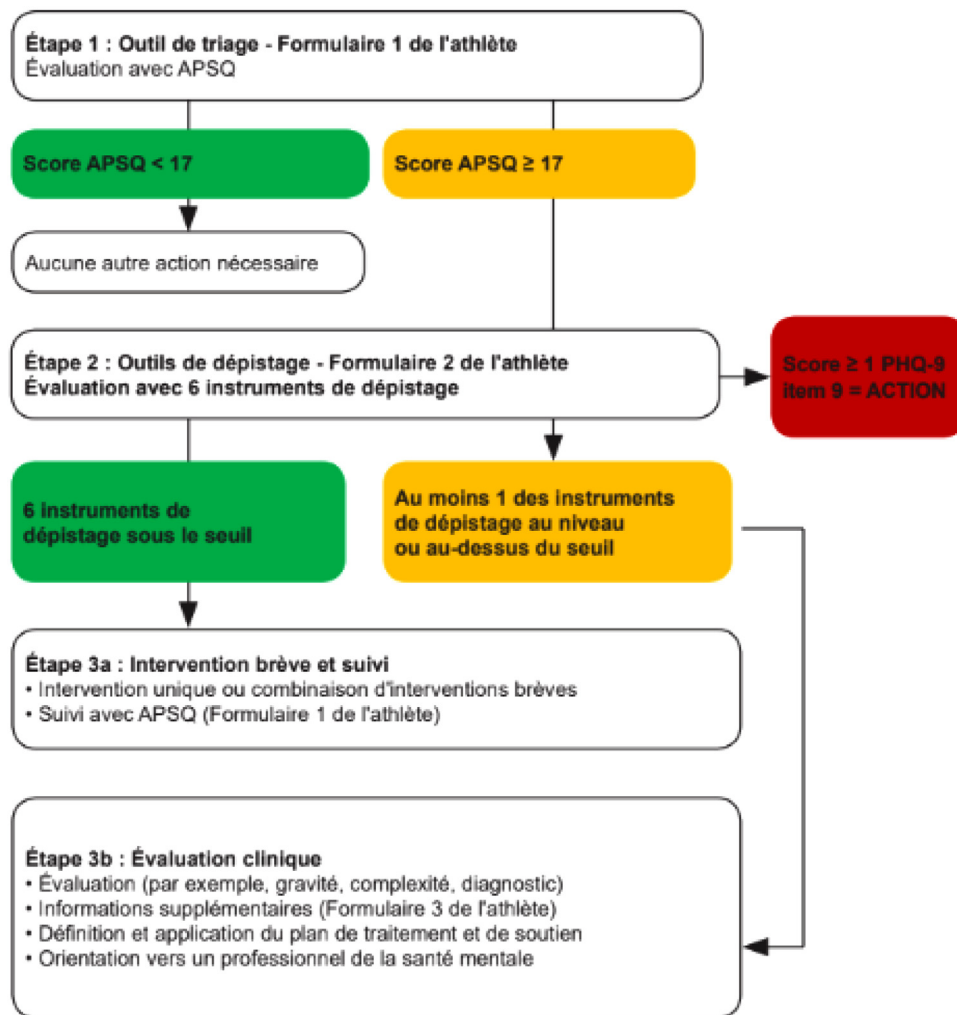 Étape 1 : Outil de triage - Formulaire 1 de l'athlète
Évaluation avec APSQ
Score APSQ < 17
Score APSQ ≥ 17
Aucune autre action nécessaire
Étape 2 : Outils de dépistage - Formulaire 2 de l'athlète
Évaluation avec 6 instruments de dépistage
Score ≥ 1 PHQ-9
item 9 = ACTION
6 instruments de
dépistage sous le seuil
Au moins 1 des instruments
de dépistage au niveau
ou au-dessus du seuil
Étape 3a : Intervention brève et suivi
• Intervention unique ou combinaison d'interventions brèves
• Suivi avec APSQ (Formulaire 1 de l'athlète)
Étape 3b : Évaluation clinique
• Évaluation (par exemple, gravité, complexité, diagnostic)
• Informations supplémentaires (Formulaire 3 de l'athlète)
• Définition et application du plan de traitement et de soutien
• Orientation vers un professionnel de la santé mentale